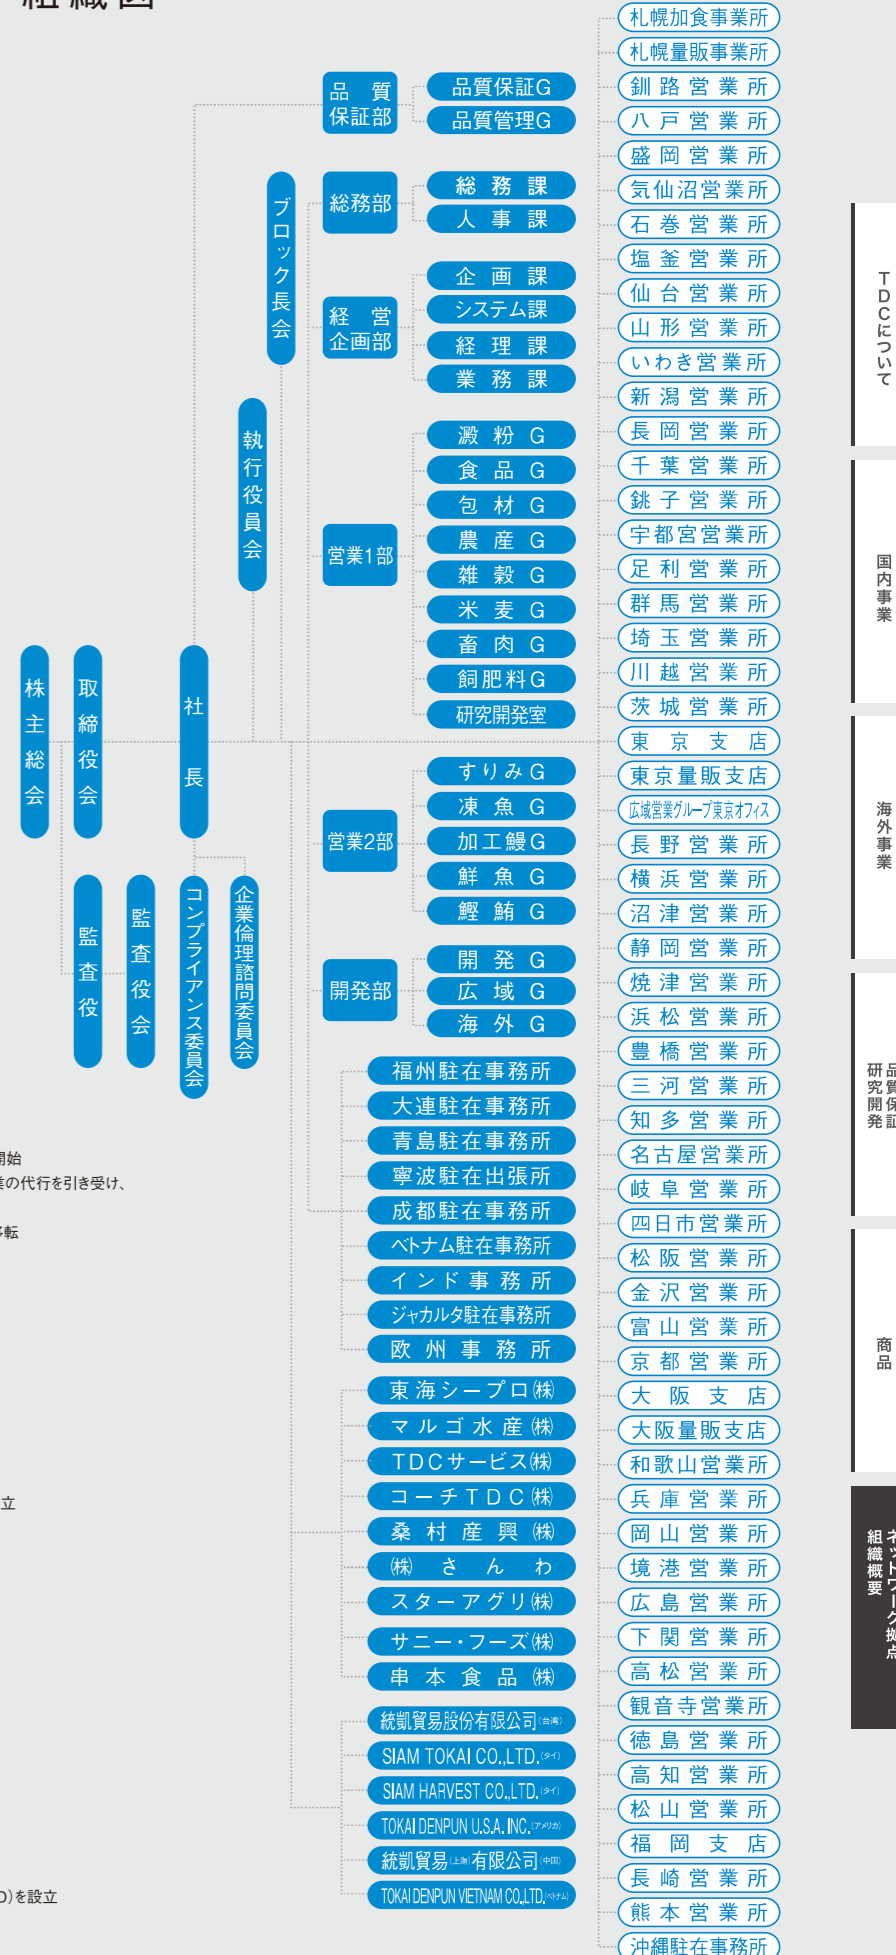 組織図
株主総会
取締役会
監査役
監査役会
社長
コンプライアンス委員会
企業倫理諮問委員会
執行役員会
ブロック長会
品質
保証部
品質保証G
品質管理G
総務部
総務課
人事課
経営
企画部
企画課
システム課
経理課
業務課
営業1部
澱粉G
食品G
包材G
農産G
雑穀G
米麦G
畜肉G
飼肥料G
研究開発室
営業2部
すりみG
凍魚G
加工鰻G
鮮魚G
鰹鮪G
開発部
開発G
広域G
海外G
福州駐在事務所
大連駐在事務所
青島駐在事務所
寧波駐在出張所
成都駐在事務所
ベトナム駐在事務所
インド事務所
ジャカルタ駐在事務所
欧州事務所
東海シープロ㈱
マルゴ水産㈱
TDCサービス㈱
コーチTDC㈱
桑村産興㈱
㈱さんわ
スターアグリ㈱
サニー・フーズ㈱
串本食品㈱
統凱貿易股份有限公司(台湾)
SIAM TOKAI CO.,LTD.(タイ)
SIAM HARVEST CO.,LTD.(タイ)
TOKAI DENPUN U.S.A. INC.(アメリカ)
統凱貿易(上海)有限公司(中国)
TOKAI DENPUN VIETNAM CO.,LTD.(ベトナム)
札幌加食事業所
札幌量販事業所
釧路営業所
八戸営業所
盛岡営業所
気仙沼営業所
石巻営業所
塩釜営業所
仙台営業所
山形営業所
いわき営業所
新潟営業所
長岡営業所
千葉営業所
銚子営業所
宇都宮営業所
足利営業所
群馬営業所
埼玉営業所
川越営業所
茨城営業所
東京支店
東京量販支店
広域営業グループ東京オフィス
長野営業所
横浜営業所
沼津営業所
静岡営業所
焼津営業所
浜松営業所
豊橋営業所
三河営業所
知多営業所
名古屋営業所
岐阜営業所
四日市営業所
松阪営業所
金沢営業所
富山営業所
京都営業所
大阪支店
大阪量販支店
和歌山営業所
兵庫営業所
岡山営業所
境港営業所
広島営業所
下関営業所
高松営業所
観音寺営業所
徳島営業所
高知営業所
松山営業所
福岡支店
長崎営業所
熊本営業所
沖縄駐在事務所
開始
業の代行を引き受け、
移転
立
D)を設立
TDCについて
国内事業
海外事業
品質保証
研究開発
商品
ネットワーク拠点
組織概要